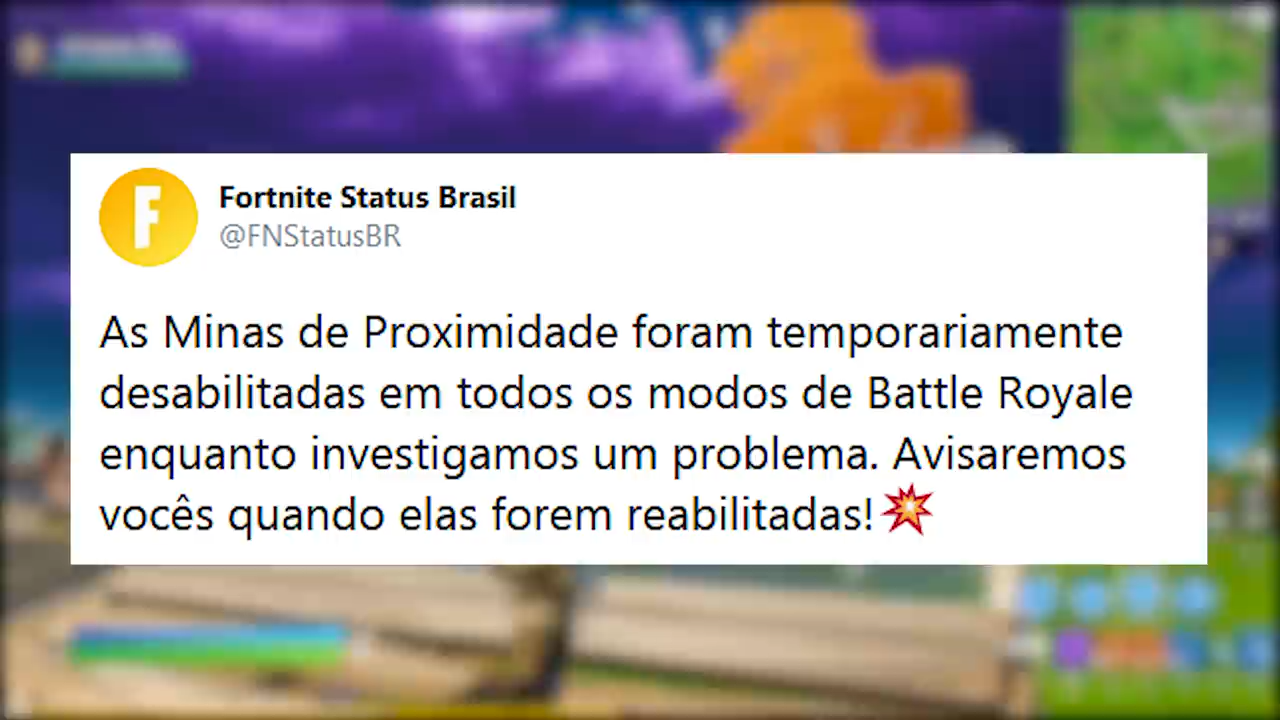 F
Fortnite Status Brasil
@FNStatusBR
As Minas de Proximidade foram temporariamente
desabilitadas em todos os modos de Battle Royale
enquanto investigamos um problema. Avisaremos
vocês quando elas forem reabilitadas!💥